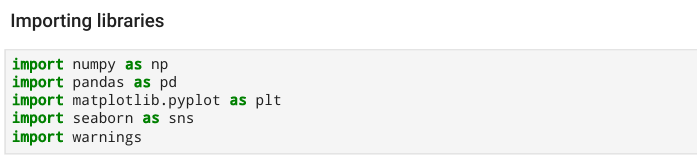 Importing libraries
import numpy as np
import pandas as pd
import matplotlib.pyplot as plt
import seaborn as sns
import warnings